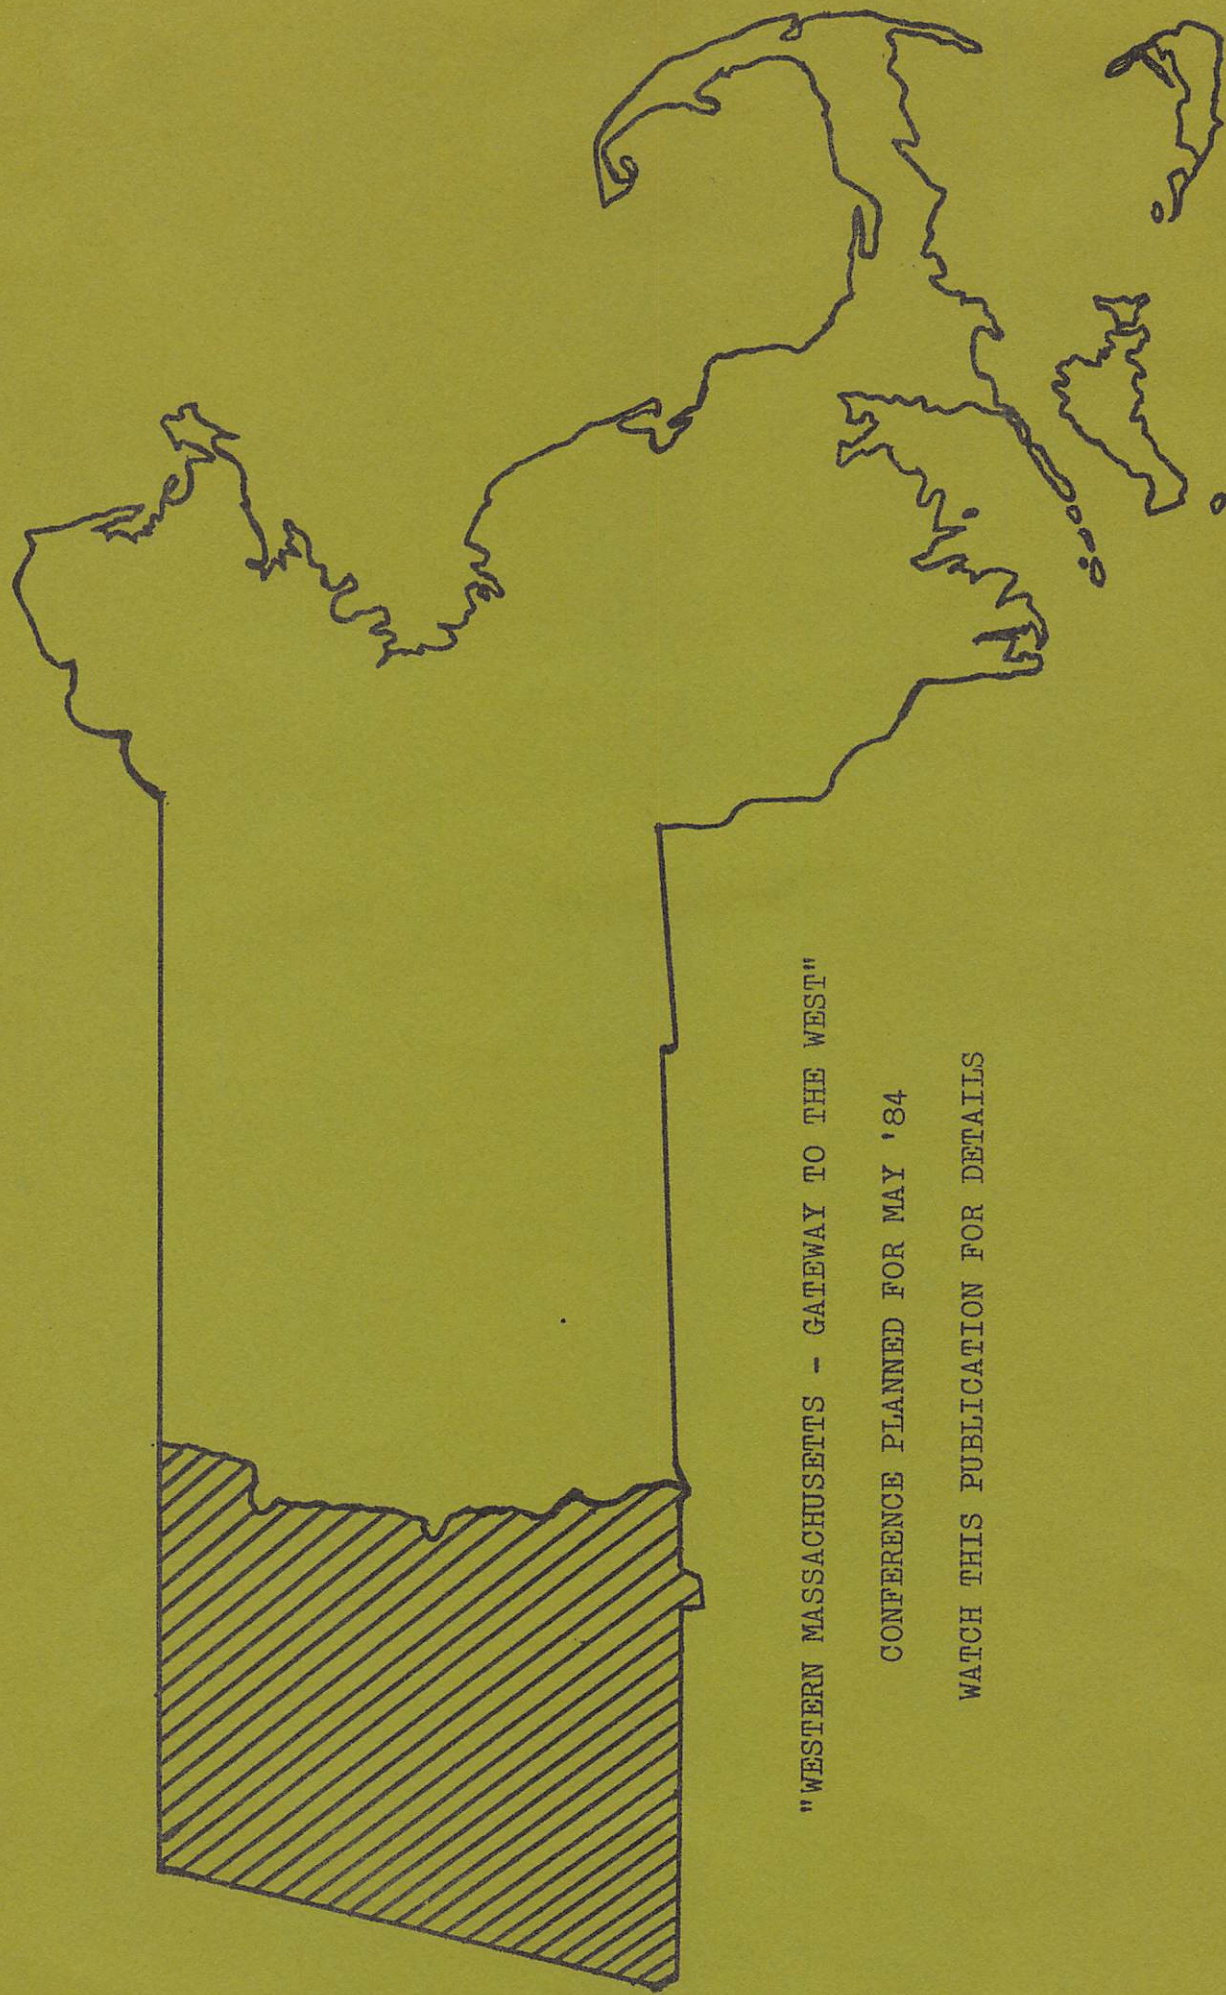 "WESTERN MASSACHUSETTS - GATEWAY TO THE WEST"
CONFERENCE PLANNED FOR MAY '84
WATCH THIS PUBLICATION FOR DETAILS